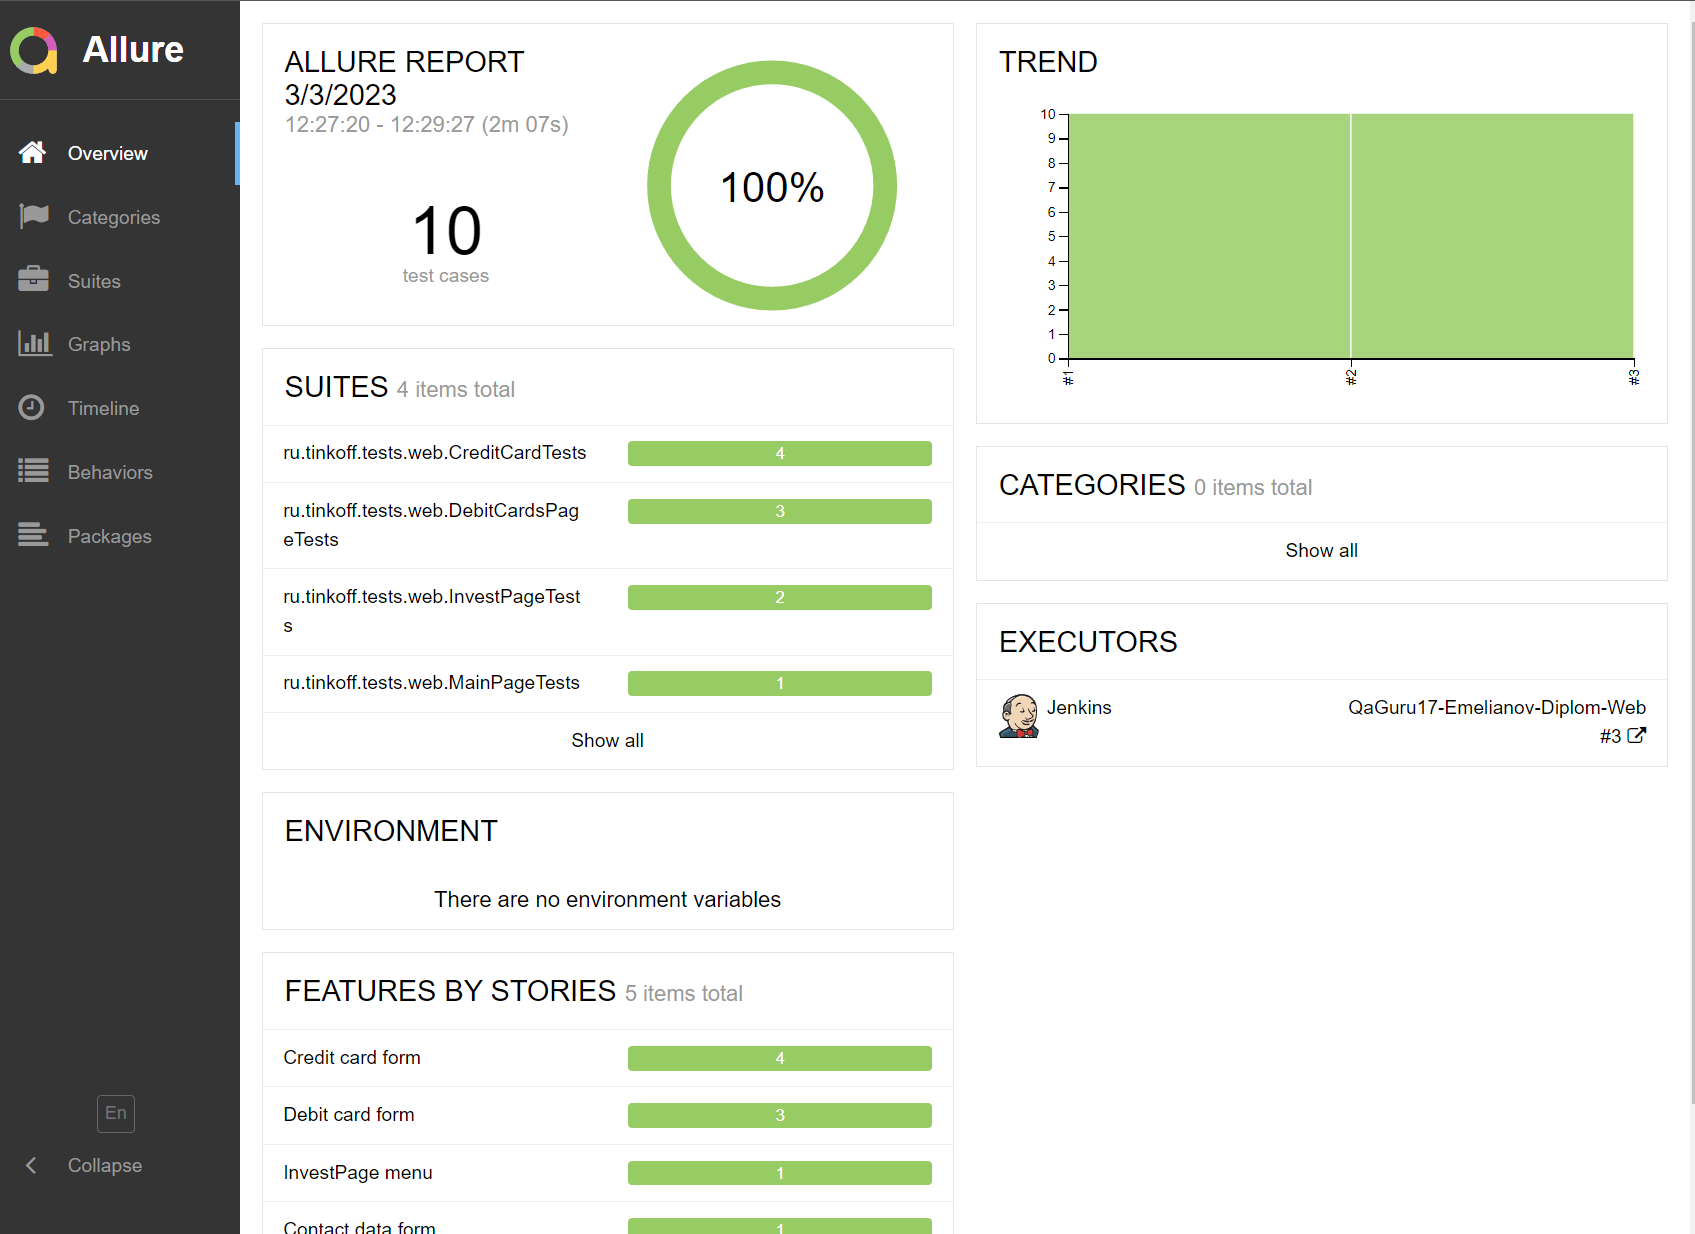 Allure
Overview
Categories
Suites
Graphs
Timeline
Behaviors
Packages
En
Collapse
ALLURE REPORT
3/3/2023
12:27:20 - 12:29:27 (2m 07s)
10
test cases
100%
SUITES 4 items total
ru.tinkoff.tests.web.CreditCardTests 4
ru.tinkoff.tests.web.DebitCardsPag
eTests
3
ru.tinkoff.tests.web.InvestPageTest
s
2
ru.tinkoff.tests.web.MainPageTests 1
Show all
ENVIRONMENT
There are no environment variables
FEATURES BY STORIES 5 items total
Credit card form 4
Debit card form 3
InvestPage menu 1
Contact data form 1
TREND
10
9
8
7
6
5
4
3
2
1
0
#1
#2
#3
CATEGORIES 0 items total
Show all
EXECUTORS
Jenkins
QaGuru17-Emelianov-Diplom-Web
#3